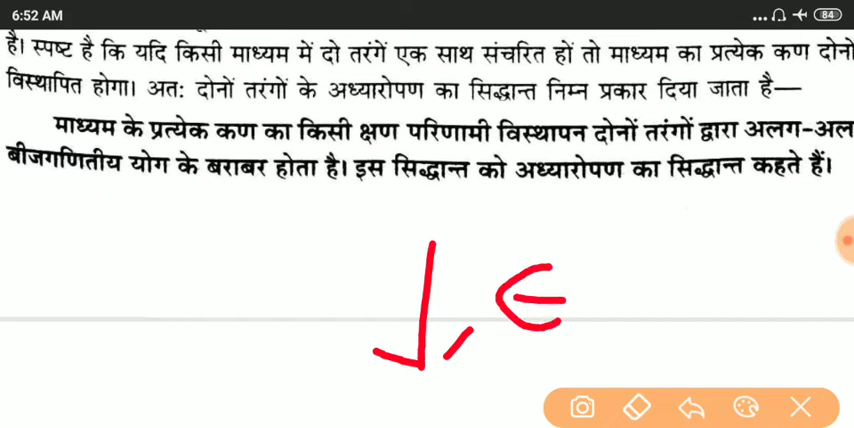 6:52 AM
84
है। स्पष्ट है कि यदि किसी माध्यम में दो तरंगें एक साथ संचरित हों तो माध्यम का प्रत्येक कण दोनो
विस्थापित होगा। अतः दोनों तरंगों के अध्यारोपण का सिद्धान्त निम्न प्रकार दिया जाता है—
माध्यम के प्रत्येक कण का किसी क्षण परिणामी विस्थापन दोनों तरंगों द्वारा अलग-अल
बीजगणितीय योग के बराबर होता है। इस सिद्धान्त को अध्यारोपण का सिद्धान्त कहते हैं।